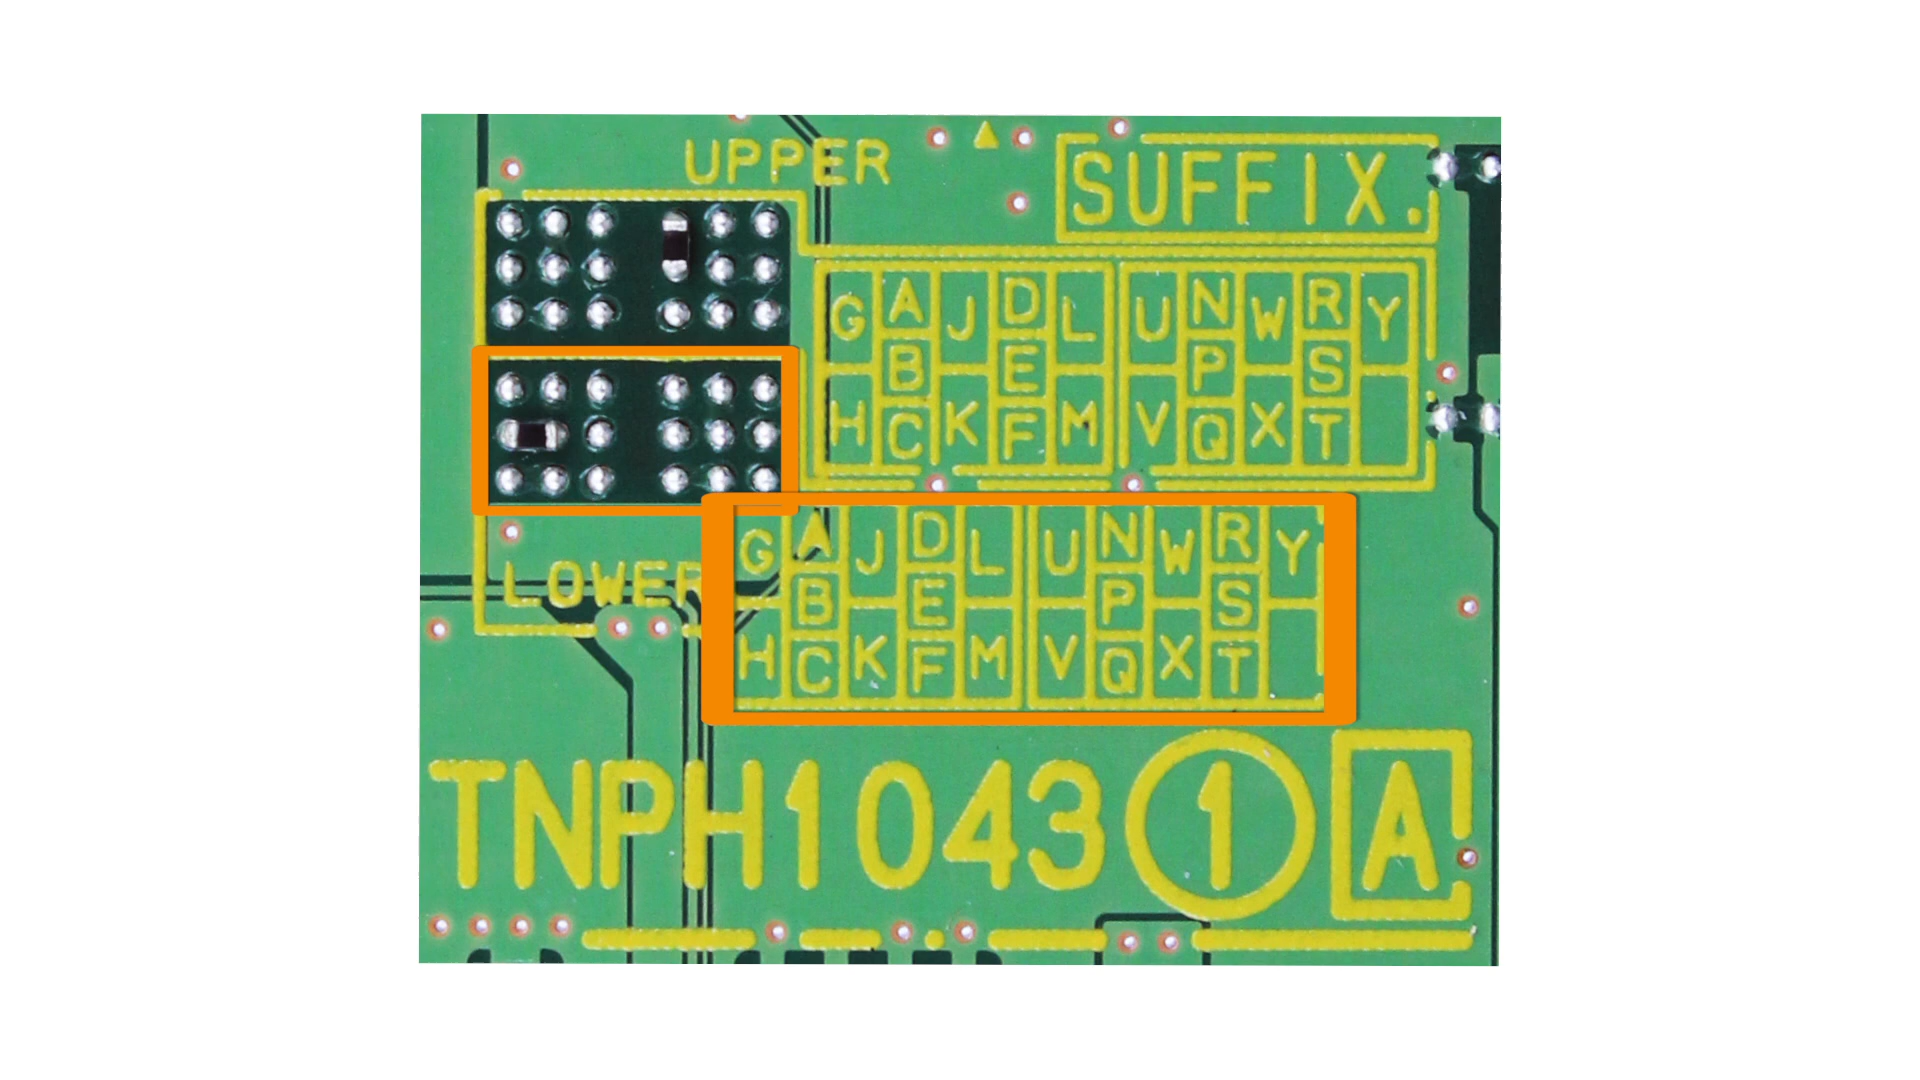 UPPER
SUFFIX.
G A J D L U N W R Y
B E P S
H C K F M V Q X T
G A J D L U N W R Y
B E P S
H C K F M V Q X T
LOWER
TNPH1043 1 A